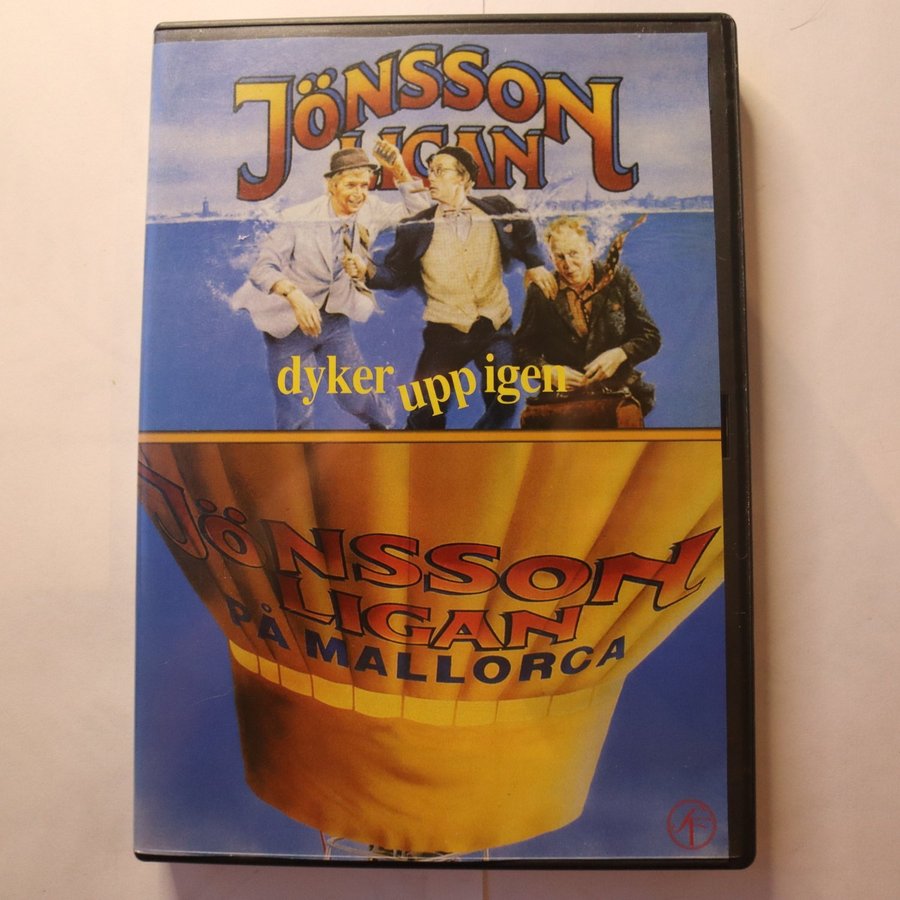 JÖNSSON
LIGAN
dyker upp igen
JÖNSSON
LIGAN
PÅ MALLORCA